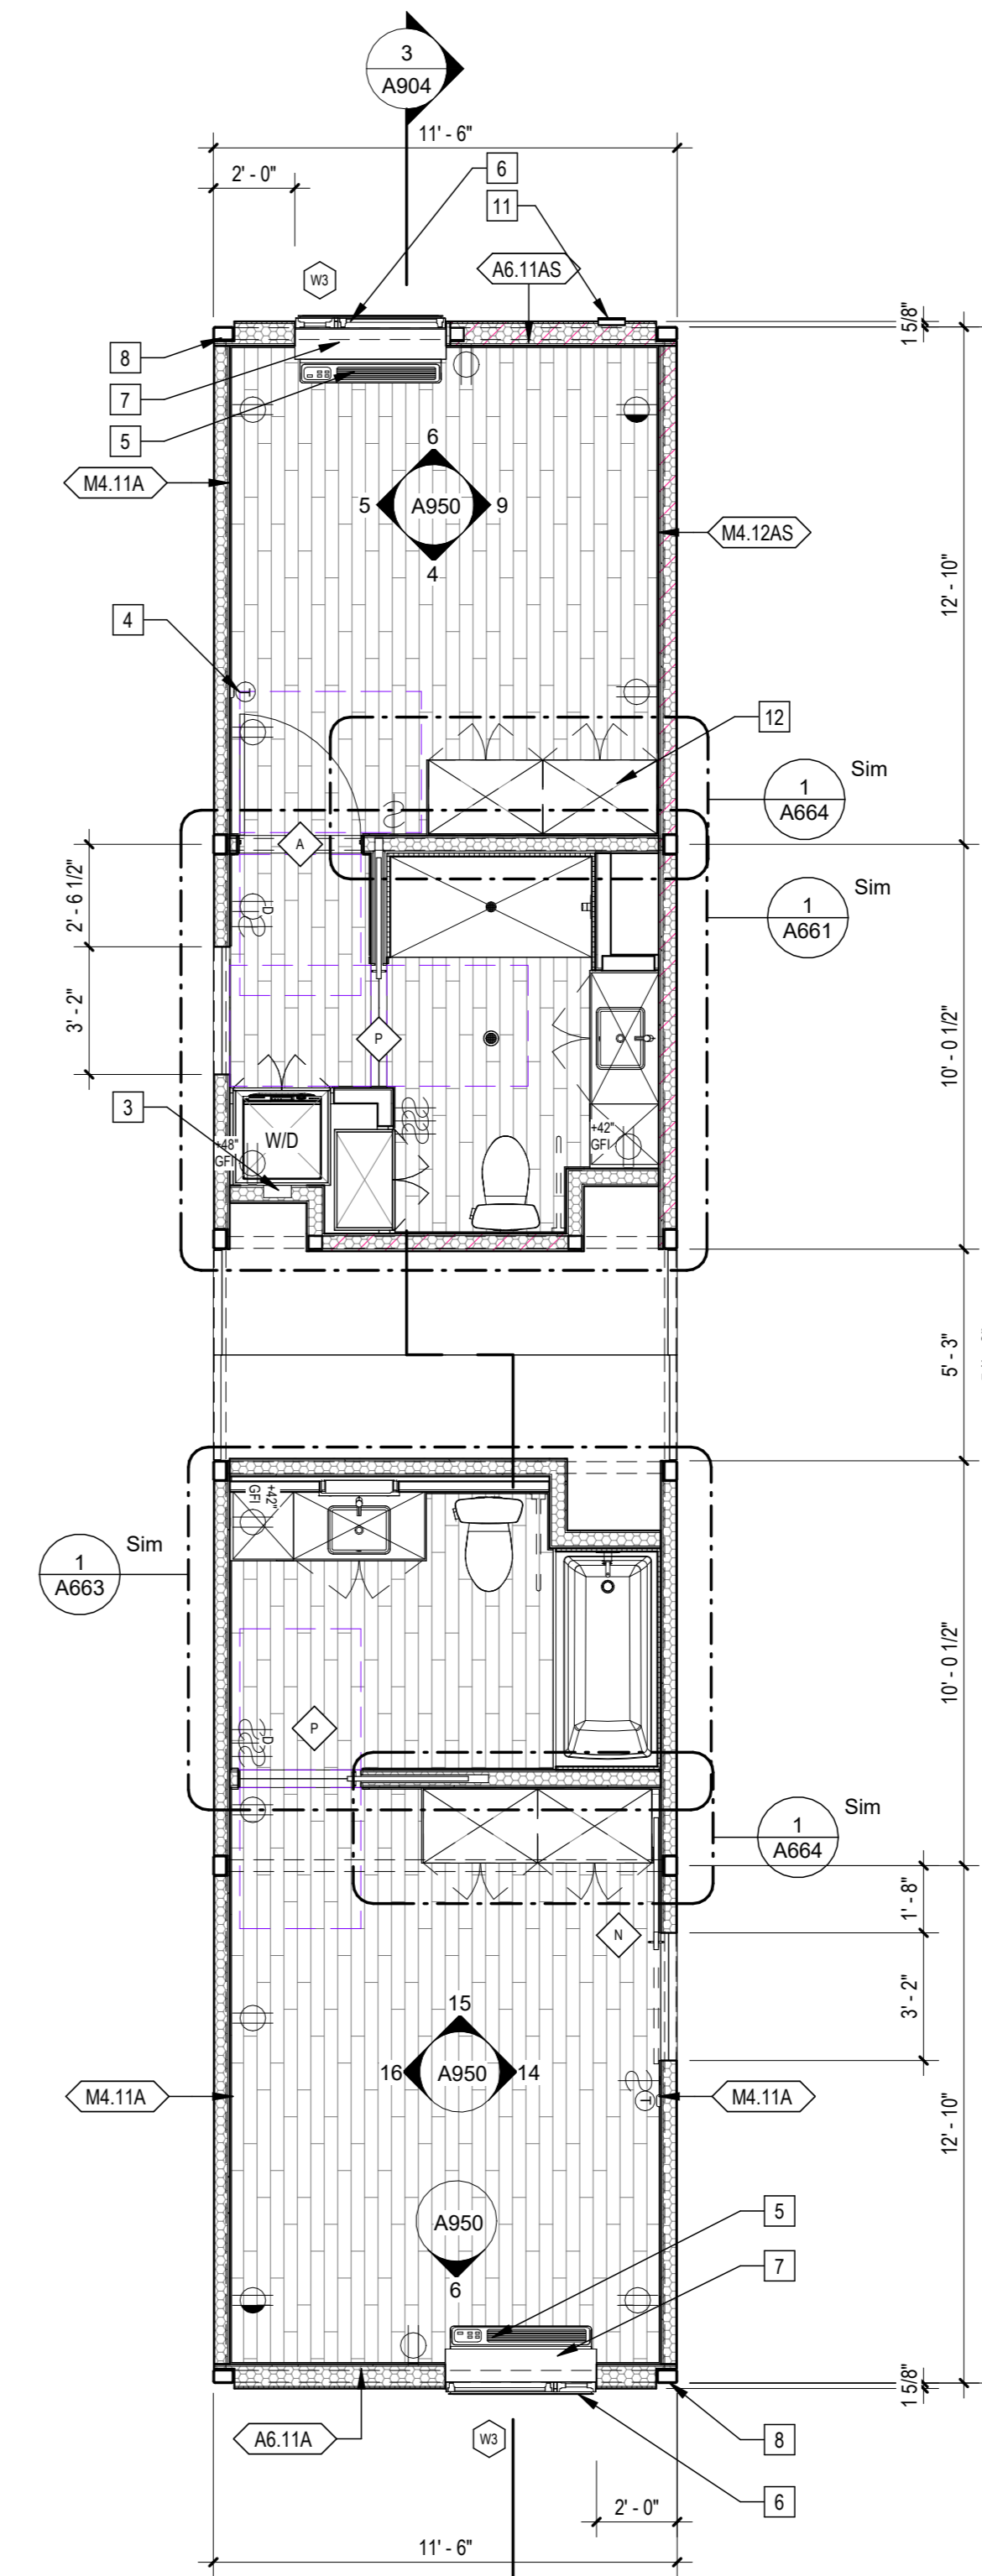 3
A904
11' - 6"
2' - 0"
6
11
W3
A6.11AS
1 5/8"
8
7
5
6
5
A950
9
4
M4.11A
M4.12AS
12' - 10"
4
T
12
Sim
1
A664
A
2' - 6 1/2"
D
Sim
1
A661
3' - 2"
P
10' - 0 1/2"
3
W/D
+48"
GFI
+42"
GFI
5' - 3"
+42"
GFI
Sim
1
A663
10' - 0 1/2"
P
D
Sim
1
A664
1' - 8"
N
3' - 2"
15
16
A950
14
T
M4.11A
M4.11A
12' - 10"
A950
6
5
7
1 5/8"
A6.11A
W3
8
6
2' - 0"
11' - 6"